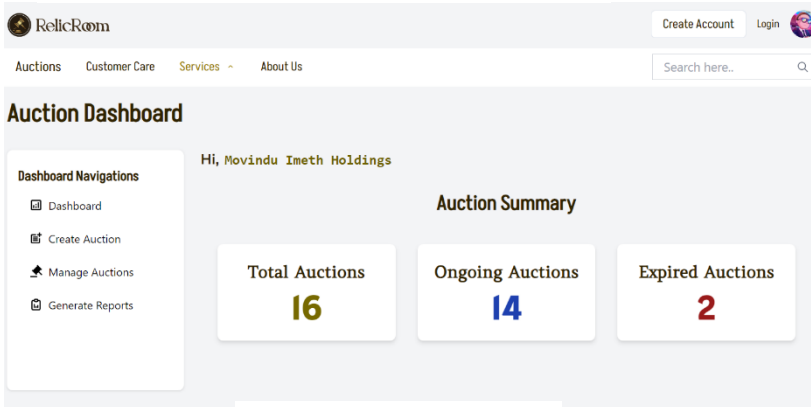 RelicRoom
Create Account
Login
Auctions
Customer Care
Services
About Us
Search here..
Auction Dashboard
Dashboard Navigations
Dashboard
Create Auction
Manage Auctions
Generate Reports
Hi, Movindu Imeth Holdings
Auction Summary
Total Auctions
16
Ongoing Auctions
14
Expired Auctions
2